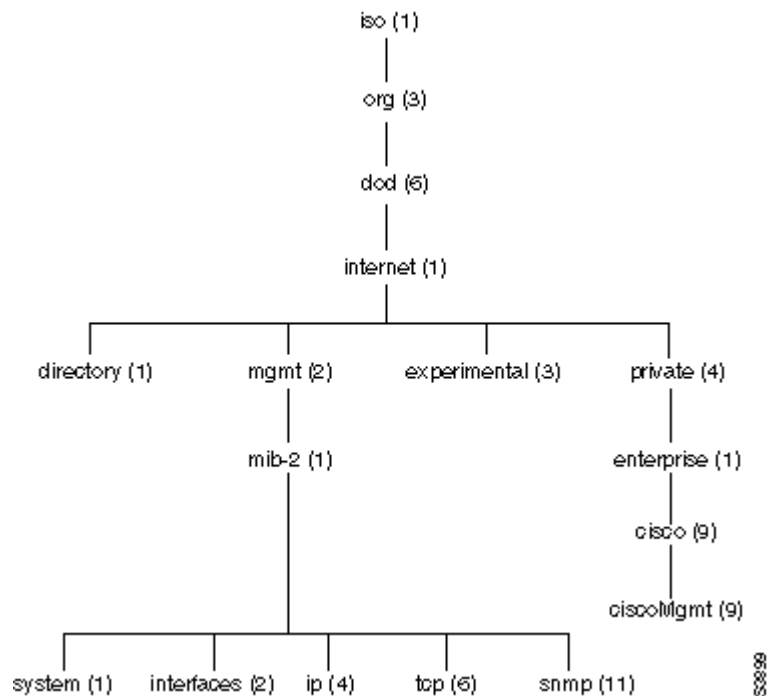 iso (1)
org (3)
dod (6)
internet (1)
directory (1) mgmt (2) experimental (3) private (4)
mib-2 (1) enterprise (1)
cisco (9)
ciscoMgmt (9)
system (1) interfaces (2) ip (4) tcp (6) snmp (11)
53899